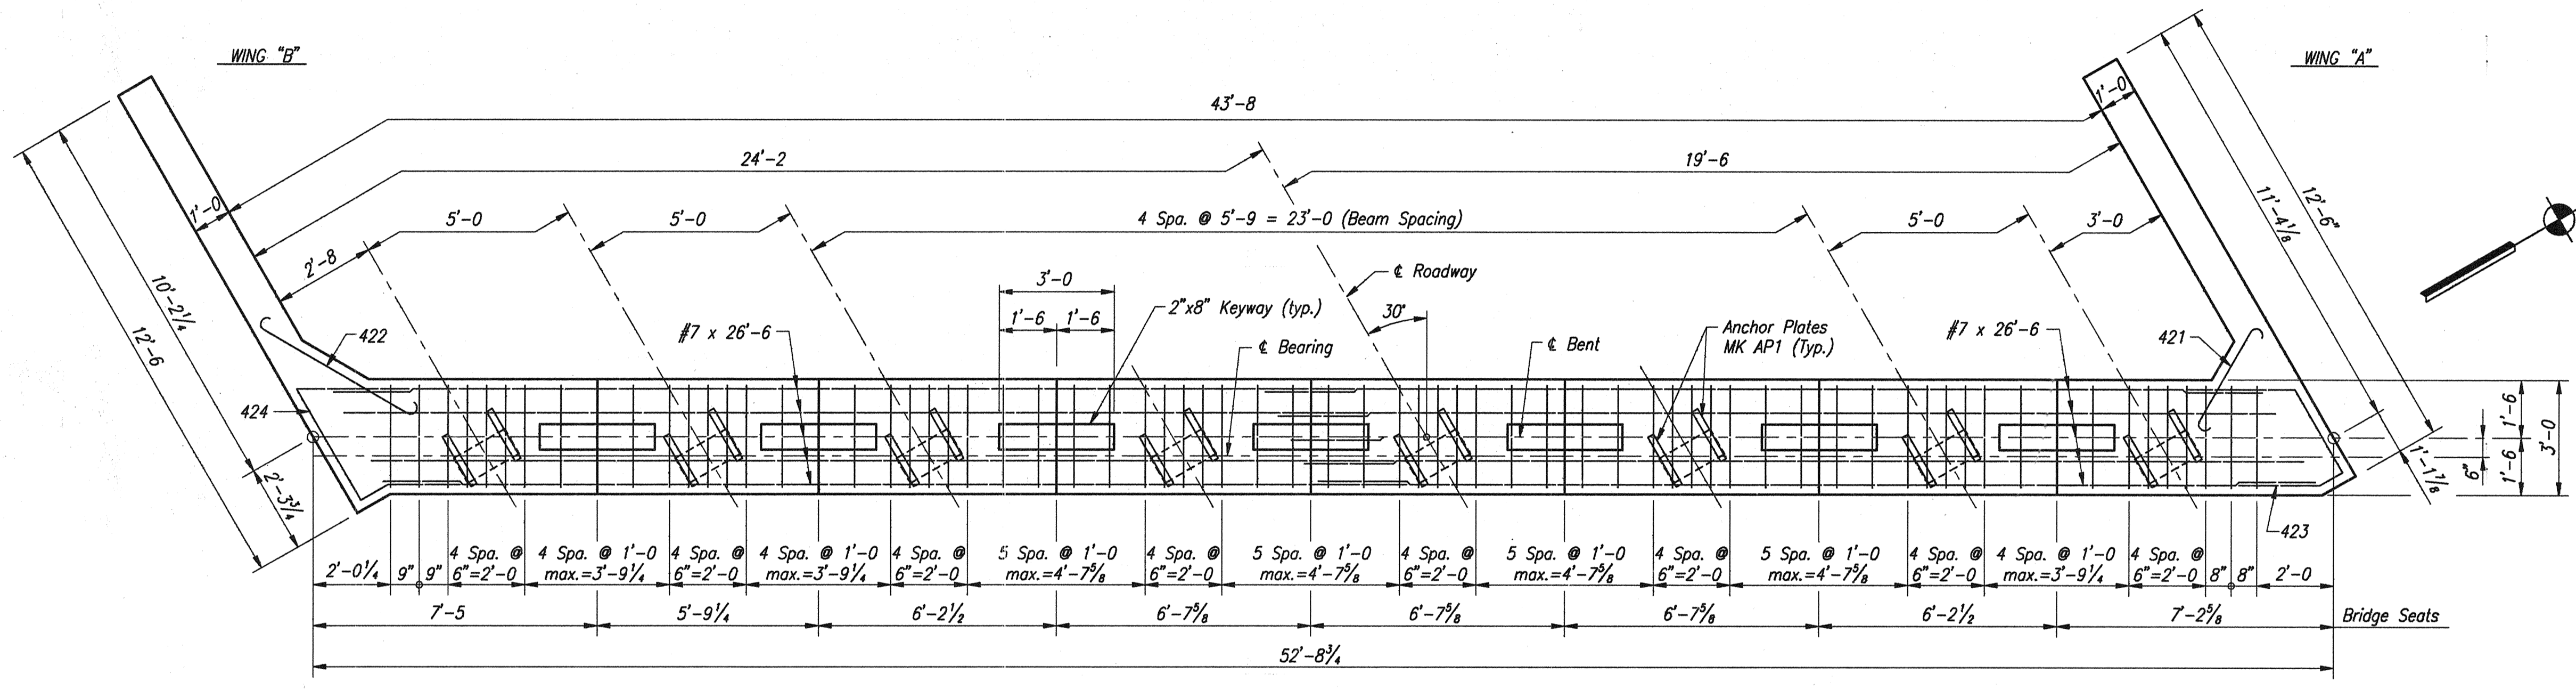 WING "B"
WING "A"
43'-8
1'-0
24'-2
19'-6
1'-0
5'-0
5'-0
4 Spa. @ 5'-9 = 23'-0 (Beam Spacing)
5'-0
3'-0
11'-4 1/8
12'-6"
2'-8
10'-2 1/4
12'-6
3'-0
1'-6
1'-6
2"x8" Keyway (typ.)
℄ Roadway
30°
#7 x 26'-6
422
℄ Bearing
℄ Bent
Anchor Plates
MK AP1 (Typ.)
#7 x 26'-6
421
424
2'-3 3/4
423
1'-1 1/8
6"
1'-6
1'-6
3'-0
2'-0 1/4
9"
9"
4 Spa. @
6"=2'-0
4 Spa. @ 1'-0
max.=3'-9 1/4
4 Spa. @
6"=2'-0
4 Spa. @ 1'-0
max.=3'-9 1/4
4 Spa. @
6"=2'-0
5 Spa. @ 1'-0
max.=4'-7 5/8
4 Spa. @
6"=2'-0
5 Spa. @ 1'-0
max.=4'-7 5/8
4 Spa. @
6"=2'-0
5 Spa. @ 1'-0
max.=4'-7 5/8
4 Spa. @
6"=2'-0
5 Spa. @ 1'-0
max.=4'-7 5/8
4 Spa. @
6"=2'-0
4 Spa. @ 1'-0
max.=3'-9 1/4
4 Spa. @
6"=2'-0
8"
8"
2'-0
7'-5
5'-9 1/4
6'-2 1/2
6'-7 5/8
6'-7 5/8
6'-7 5/8
6'-2 1/2
7'-2 5/8
Bridge Seats
52'-8 3/4